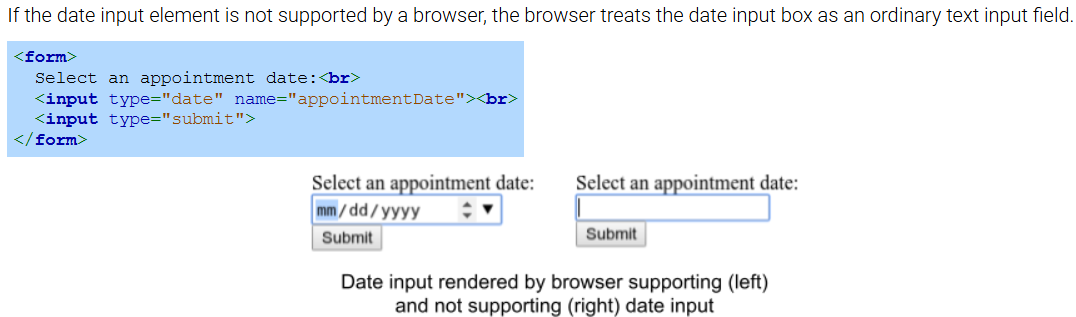 If the date input element is not supported by a browser, the browser treats the date input box as an ordinary text input field.
<form>
Select an appointment date:<br>
<input type="date" name="appointmentDate"><br>
<input type="submit">
</form>
Select an appointment date: Select an appointment date:
mm/dd/yyyy
Submit Submit
Date input rendered by browser supporting (left)
and not supporting (right) date input